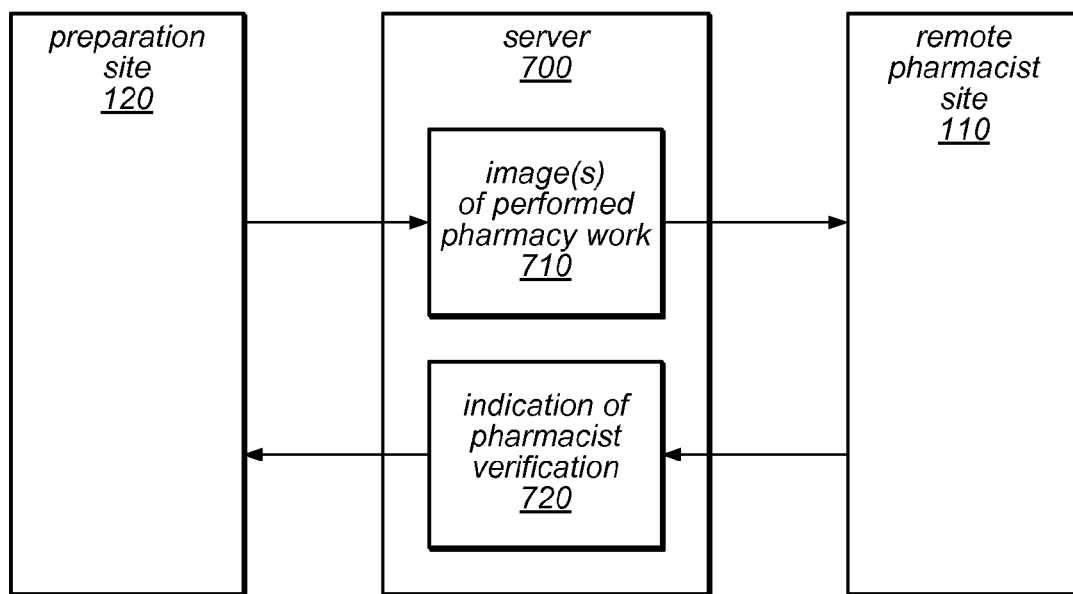 preparation
site
120
server
700
remote
pharmacist
site
110
image(s)
of performed
pharmacy work
710
indication of
pharmacist
verification
720